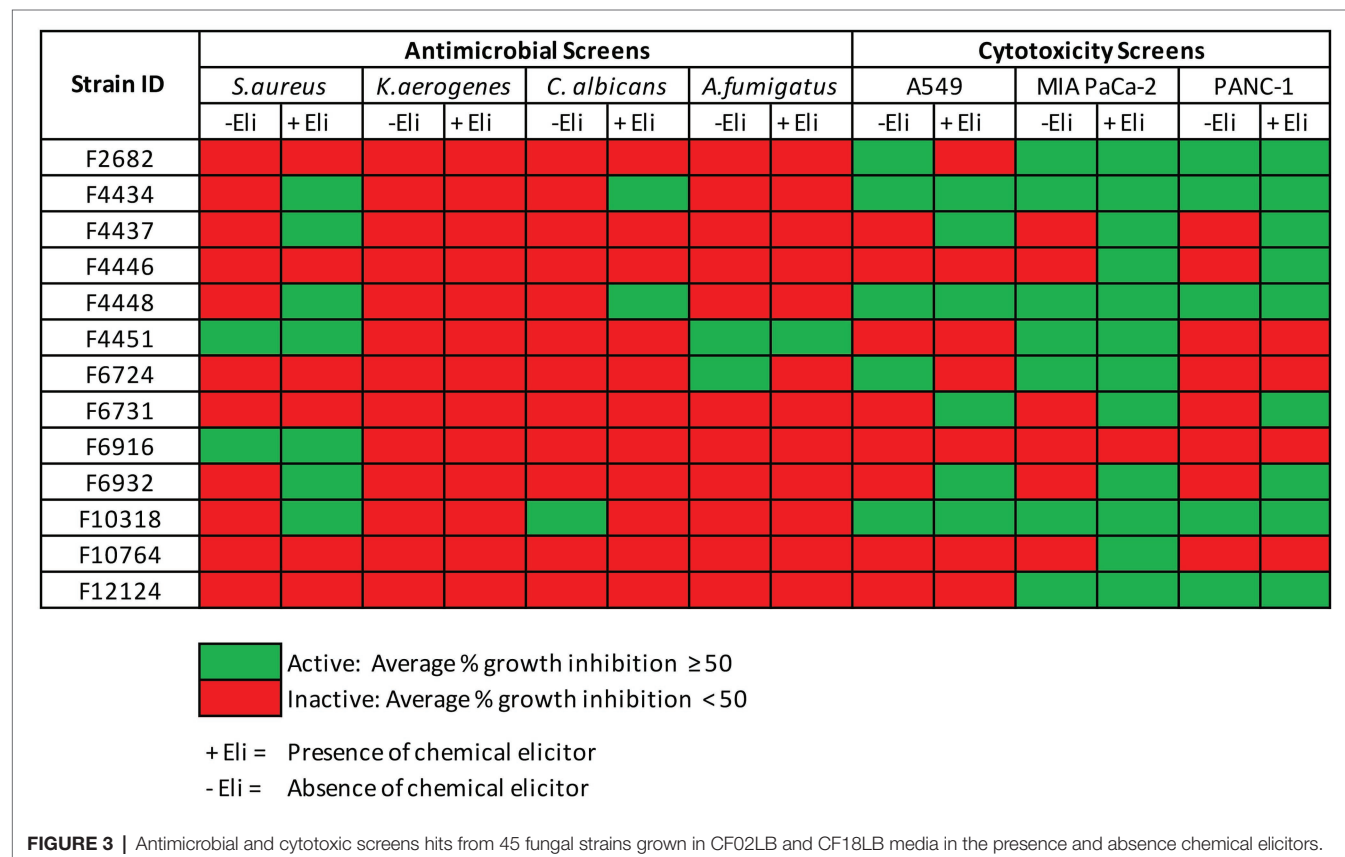 Antimicrobial Screens Cytotoxicity Screens
Strain ID S.aureus K.aerogenes C. albicans A.fumigatus A549 MIA PaCa-2 PANC-1
-Eli + Eli -Eli + Eli -Eli + Eli -Eli + Eli -Eli + Eli -Eli + Eli -Eli + Eli
F2682
F4434
F4437
F4446
F4448
F4451
F6724
F6731
F6916
F6932
F10318
F10764
F12124
Active: Average % growth inhibition ≥ 50
Inactive: Average % growth inhibition < 50
+ Eli = Presence of chemical elicitor
- Eli = Absence of chemical elicitor
FIGURE 3 | Antimicrobial and cytotoxic screens hits from 45 fungal strains grown in CF02LB and CF18LB media in the presence and absence chemical elicitors.